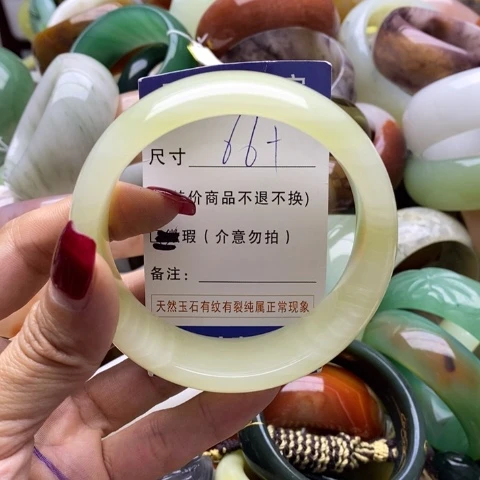 尺寸 66+
价商品不退不换)
瑕(介意勿拍)
备注:
天然玉石有纹有裂纯属正常现象